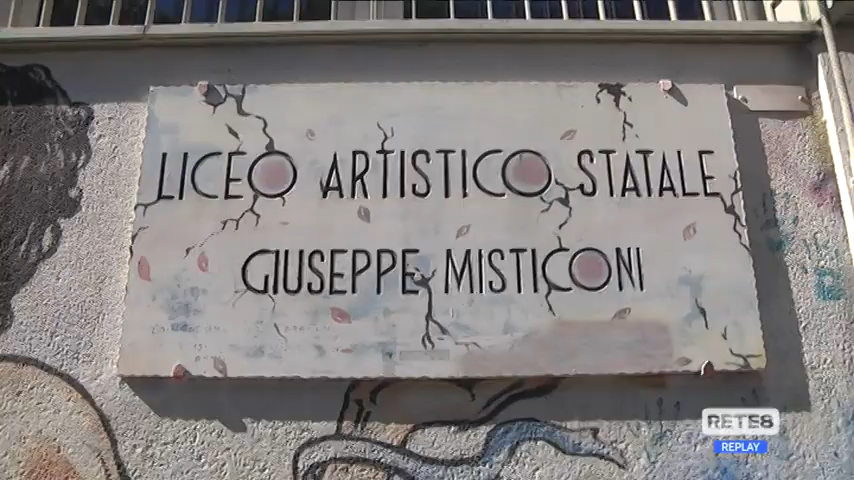 LICEO ARTISTICO STATALE
GIUSEPPE MISTICONI
RETE8
REPLAY